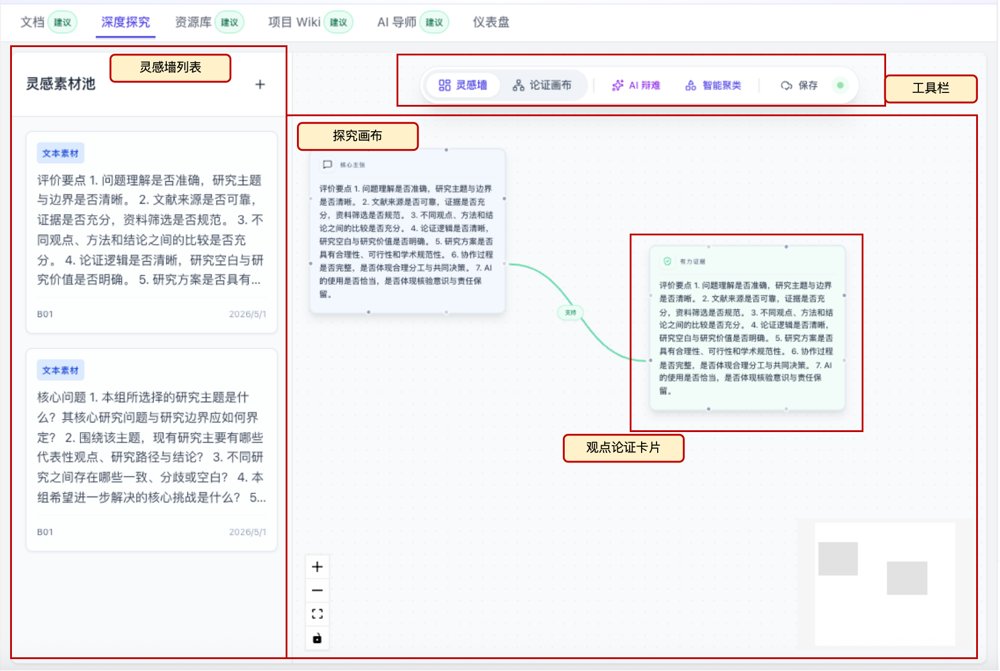 文档 建议 深度探究 资源库 建议 项目 Wiki 建议 AI 导师 建议 仪表盘
灵感墙列表
灵感素材池 +
灵感墙 论证画布 AI 辩难 智能聚类 保存
工具栏
文本素材
评价要点 1. 问题理解是否准确，研究主题
与边界是否清晰。 2. 文献来源是否可靠，
证据是否充分，资料筛选是否规范。 3. 不
同观点、方法和结论之间的比较是否充
分。 4. 论证逻辑是否清晰，研究空白与研
究价值是否明确。 5. 研究方案是否具有...
B01 2026/5/1
文本素材
核心问题 1. 本组所选择的研究主题是什
么？其核心研究问题与研究边界应如何界
定？ 2. 围绕该主题，现有研究主要有哪些
代表性观点、研究路径与结论？ 3. 不同研
究之间存在哪些一致、分歧或空白？ 4. 本
组希望进一步解决的核心挑战是什么？ 5...
B01 2026/5/1
探究画布
核心主张
评价要点 1. 问题理解是否准确，研究主题与边界
是否清晰。 2. 文献来源是否可靠，证据是否充
分，资料筛选是否规范。 3. 不同观点、方法和结
论之间的比较是否充分。 4. 论证逻辑是否清晰，
研究空白与研究价值是否明确。 5. 研究方案是否
具有合理性、可行性和学术规范性。 6. 协作过程
是否完整，是否体现合理分工与共同决策。 7. AI
的使用是否恰当，是否体现核验意识与责任保
留。
支持
有力证据
评价要点 1. 问题理解是否准确，研究主题与边界
是否清晰。 2. 文献来源是否可靠，证据是否充
分，资料筛选是否规范。 3. 不同观点、方法和结
论之间的比较是否充分。 4. 论证逻辑是否清晰，
研究空白与研究价值是否明确。 5. 研究方案是否
具有合理性、可行性和学术规范性。 6. 协作过程
是否完整，是否体现合理分工与共同决策。 7. AI
的使用是否恰当，是否体现核验意识与责任保
留。
观点论证卡片